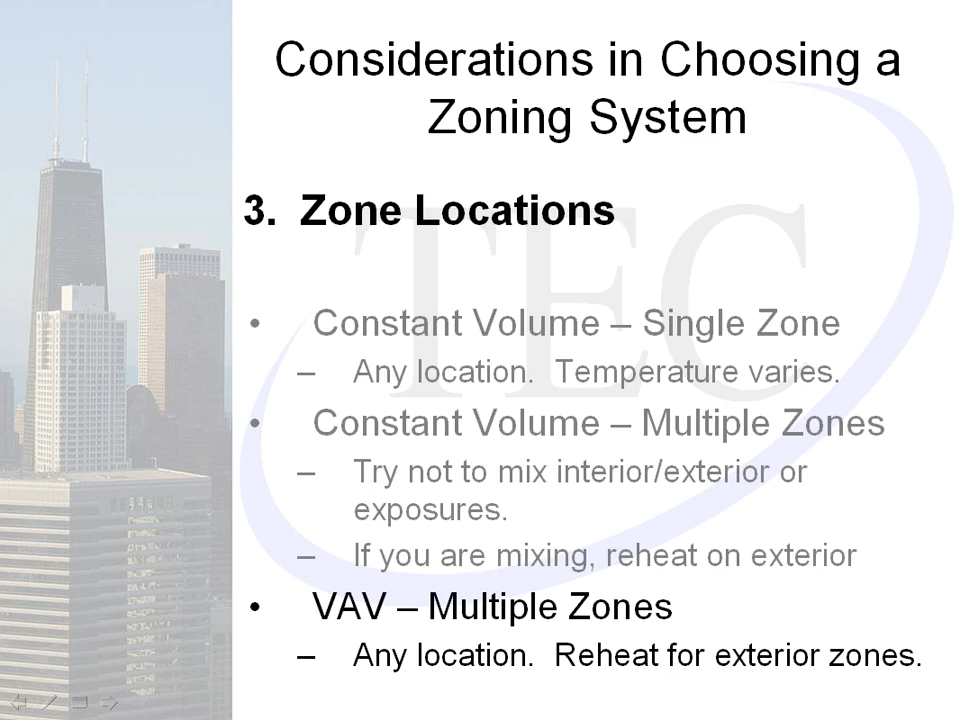 Considerations in Choosing a
Zoning System
3. Zone Locations
TEC
• Constant Volume – Single Zone
– Any location. Temperature varies.
• Constant Volume – Multiple Zones
– Try not to mix interior/exterior or
exposures.
– If you are mixing, reheat on exterior
• VAV – Multiple Zones
– Any location. Reheat for exterior zones.